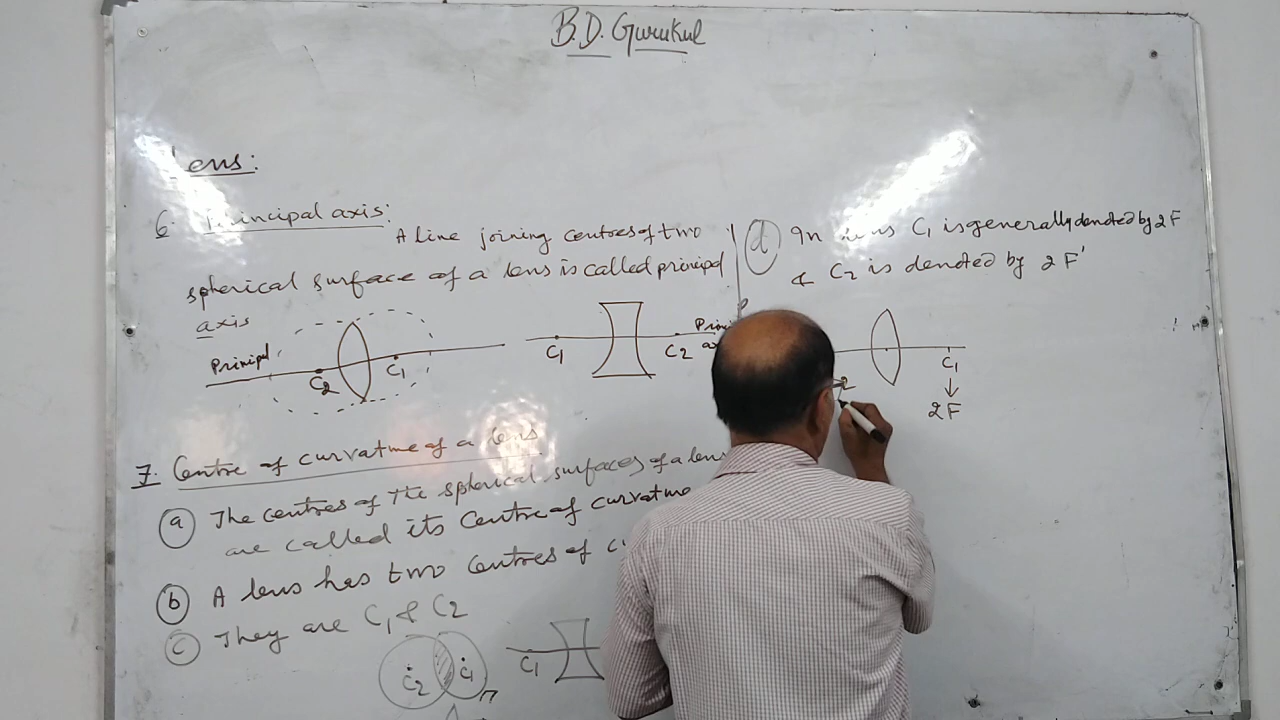 B.D. Gurukul
Lens:
6. Principal axis:
A line joining centres of two
spherical surface of a lens is called principal
axis
Principal
C2
C1
C1
C2
7. Centre of curvature of a lens
a The centres of the spherical surfaces of a lens
are called its Centre of curvature
b A lens has two centres of
c They are C1 & C2
C2
C1
C1
d In C1 is generally denoted by 2F
& C2 is denoted by 2F'
C1
2F